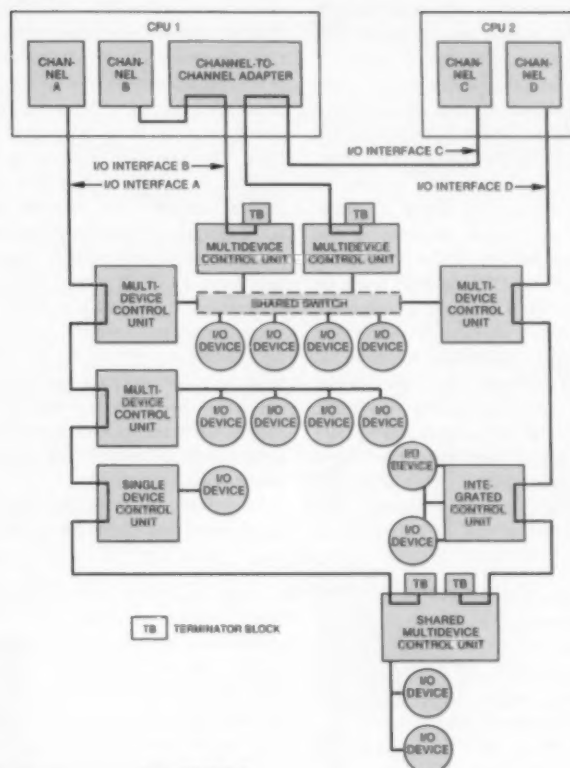 CPU 1
CPU 2
CHAN-
NEL
A
CHAN-
NEL
B
CHANNEL-TO-
CHANNEL ADAPTER
CHAN-
NEL
C
CHAN-
NEL
D
I/O INTERFACE B
I/O INTERFACE A
I/O INTERFACE C
I/O INTERFACE D
TB
MULTIDEVICE
CONTROL UNIT
TB
MULTIDEVICE
CONTROL UNIT
MULTI-
DEVICE
CONTROL
UNIT
SHARED SWITCH
MULTI-
DEVICE
CONTROL
UNIT
I/O
DEVICE
I/O
DEVICE
I/O
DEVICE
I/O
DEVICE
MULTI-
DEVICE
CONTROL
UNIT
I/O
DEVICE
I/O
DEVICE
I/O
DEVICE
I/O
DEVICE
SINGLE
DEVICE
CONTROL
UNIT
I/O
DEVICE
I/O
DEVICE
I/O
DEVICE
INTE-
GRATED
CONTROL
UNIT
TB
TB
SHARED
MULTIDEVICE
CONTROL UNIT
TB TERMINATOR BLOCK
I/O
DEVICE
I/O
DEVICE